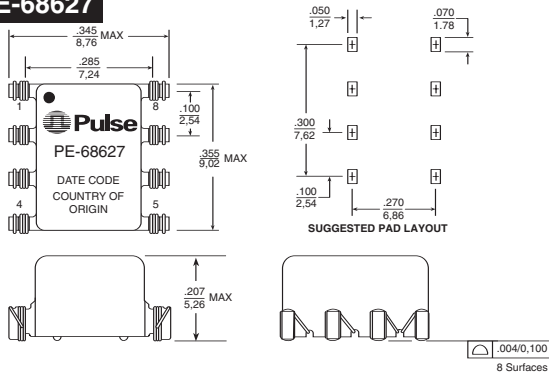 E-68627
.345
8,76
MAX
.285
7,24
1
8
.100
2,54
Pulse
PE-68627
DATE CODE
COUNTRY OF
ORIGIN
4
5
.355
9,02
MAX
.050
1,27
.070
1.78
.300
7,62
.100
2,54
.270
6,86
SUGGESTED PAD LAYOUT
.207
5,26
MAX
.004/0,100
8 Surfaces